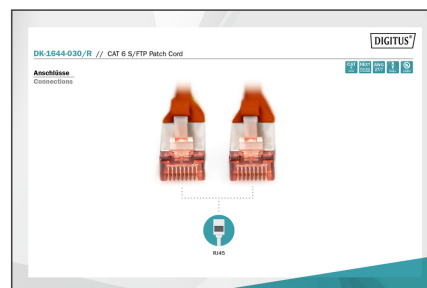 DIGITUS®
DK-1644-030/R // CAT 6 S/FTP Patch Cord
Anschlüsse
Connections
RJ45